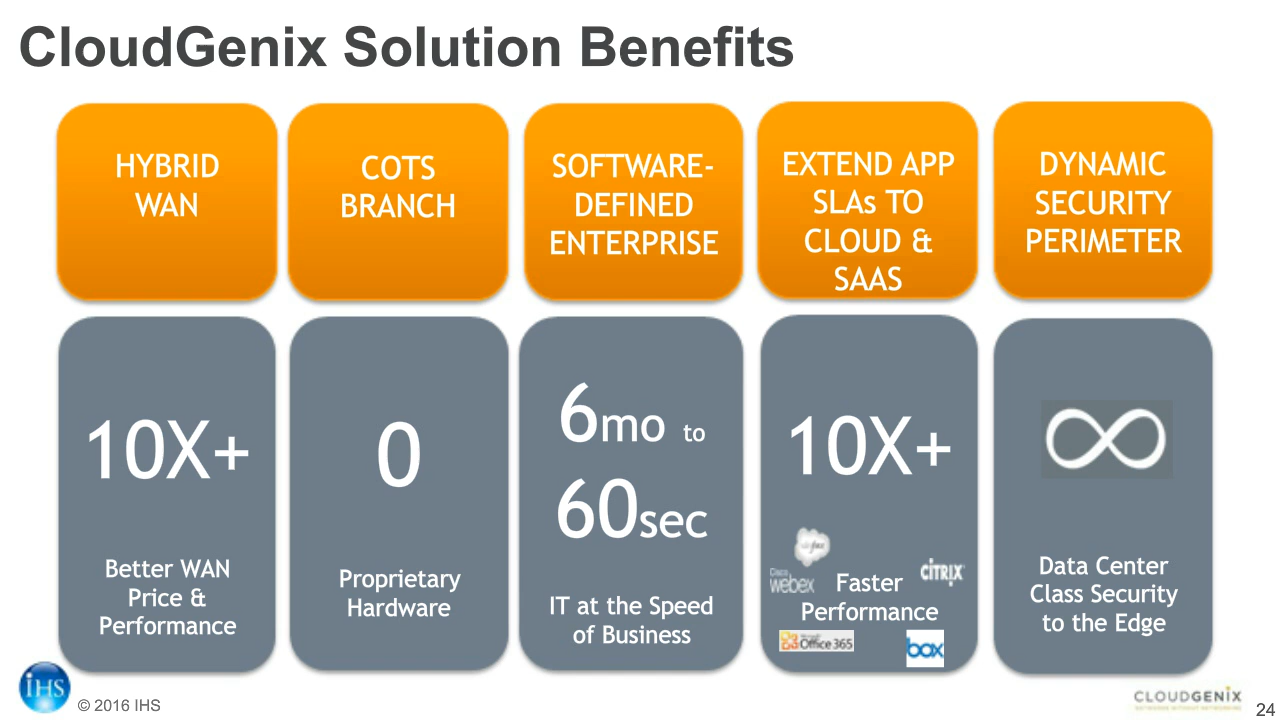 CloudGenix Solution Benefits
HYBRID
WAN
COTS
BRANCH
SOFTWARE-
DEFINED
ENTERPRISE
EXTEND APP
SLAs TO
CLOUD &
SAAS
DYNAMIC
SECURITY
PERIMETER
10X+
Better WAN
Price &
Performance
0
Proprietary
Hardware
6mo to
60sec
IT at the Speed
of Business
10X+
Cisco
webex
CITRIX
Faster
Performance
Microsoft
Office 365
box
∞
Data Center
Class Security
to the Edge
IHS
© 2016 IHS
CLOUDGENIX
24